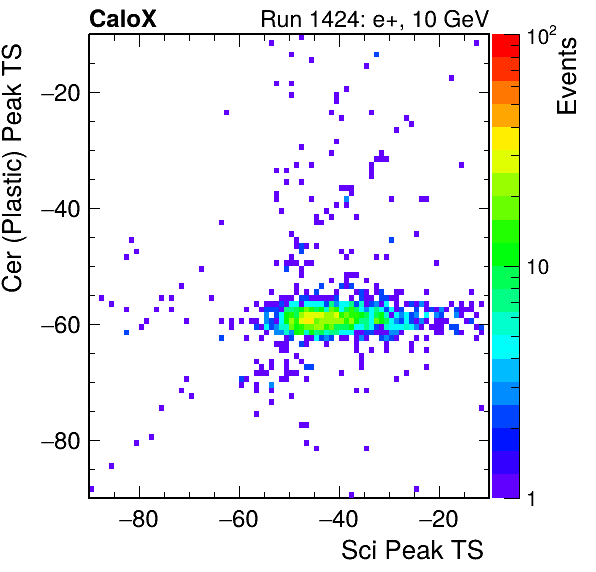 CaloX Run 1424: e+, 10 GeV
Cer (Plastic) Peak TS
−20
−40
−60
−80
−80 −60 −40 −20
Sci Peak TS
10²
10
1
Events